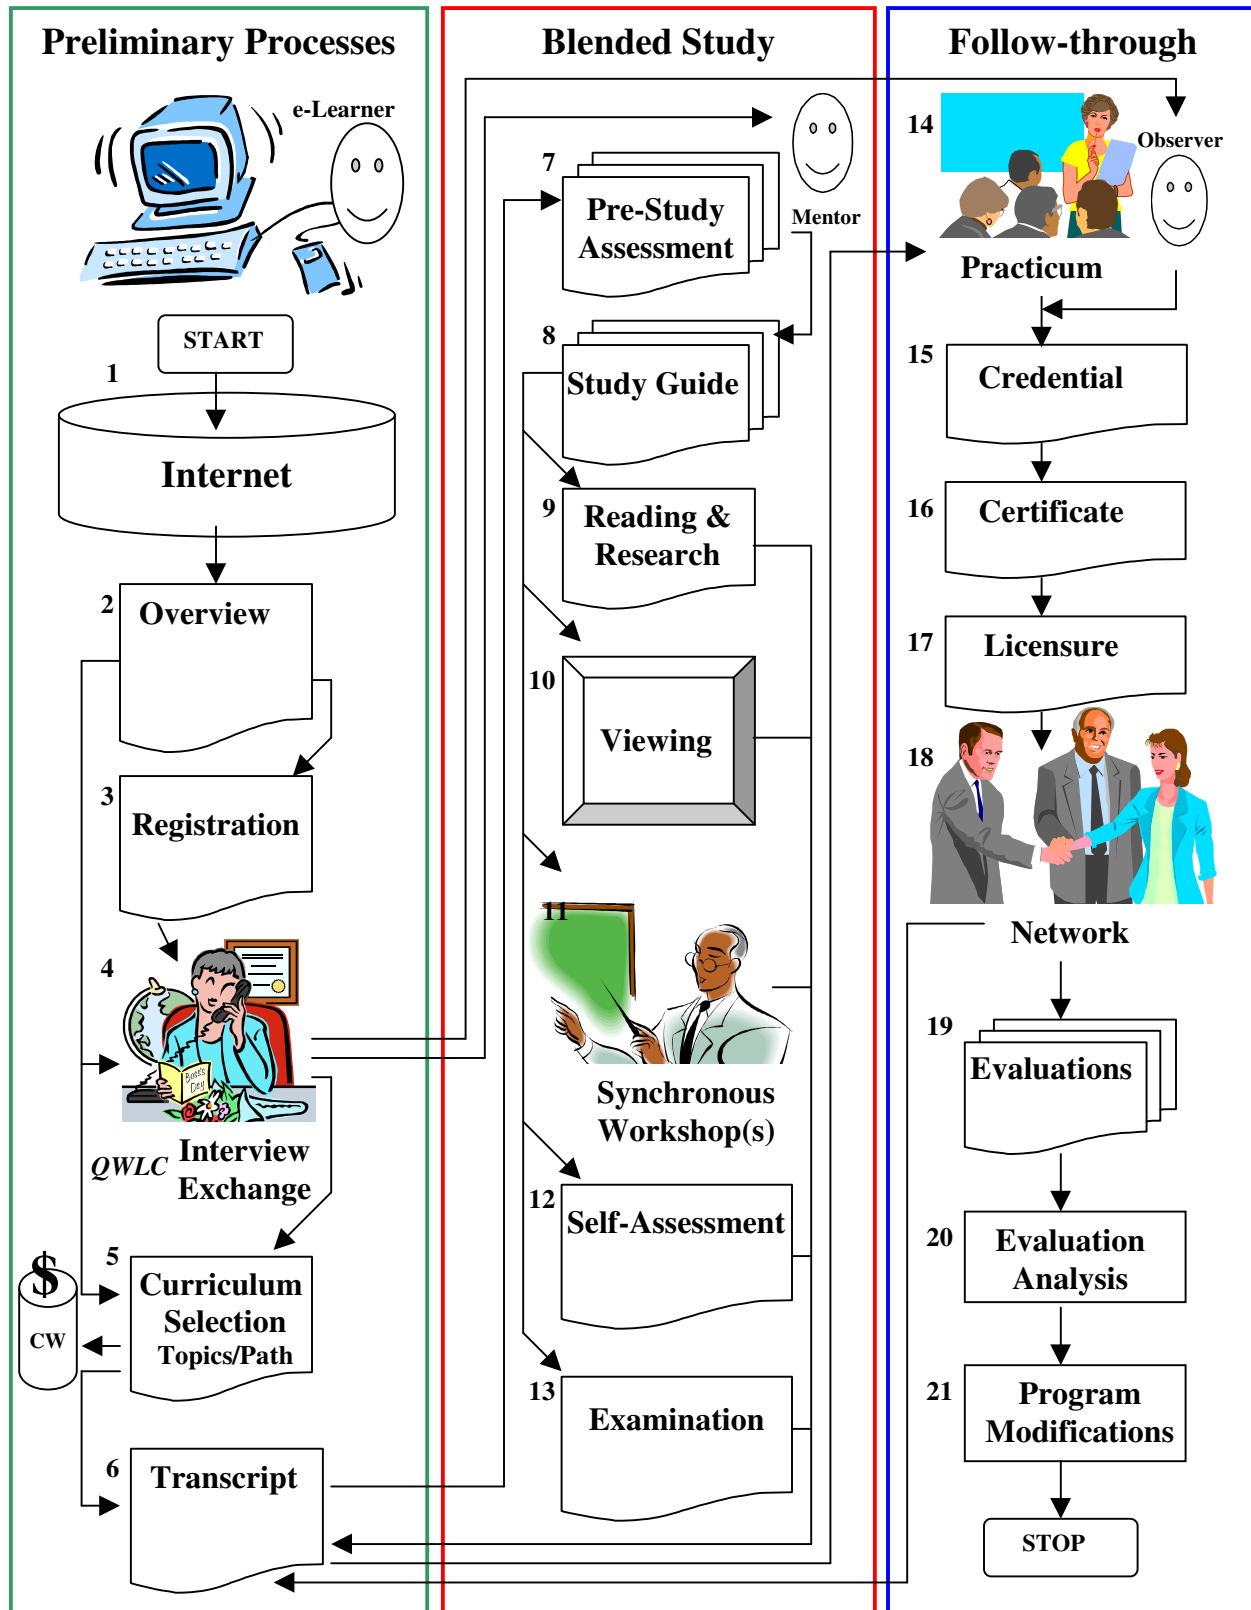 Preliminary Processes
e-Learner
START
1
Internet
2
Overview
3
Registration
4
Boss's
Day
QWLC
Interview
Exchange
5
Curriculum
Selection
Topics/Path
$
CW
6
Transcript
Blended Study
Mentor
7
Pre-Study
Assessment
8
Study Guide
9
Reading &
Research
10
Viewing
11
Synchronous
Workshop(s)
12
Self-Assessment
13
Examination
Follow-through
14
Observer
Practicum
15
Credential
16
Certificate
17
Licensure
18
Network
19
Evaluations
20
Evaluation
Analysis
21
Program
Modifications
STOP